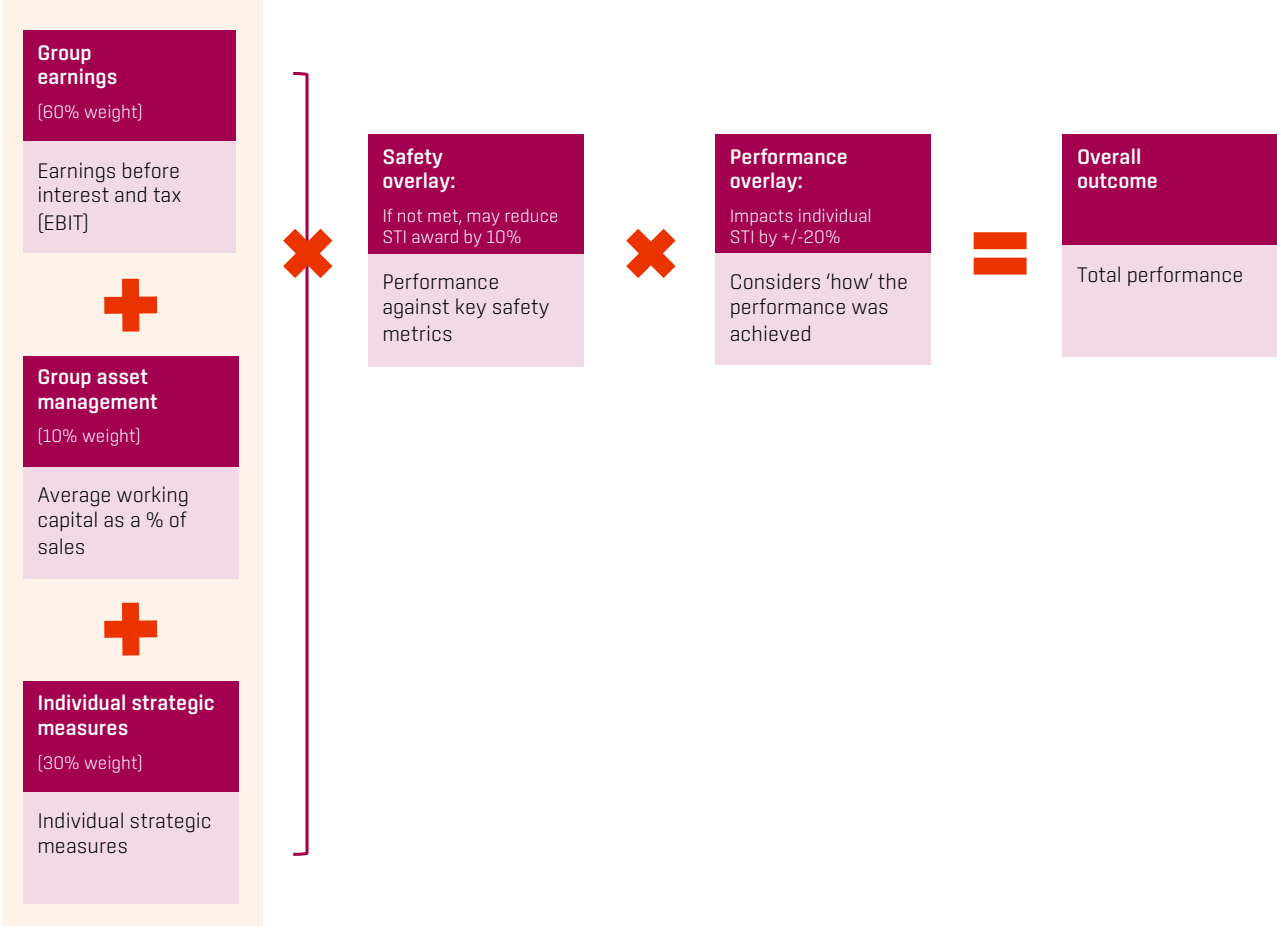 Group
earnings
(60% weight)
Earnings before
interest and tax
(EBIT)
Group asset
management
(10% weight)
Average working
capital as a % of
sales
Individual strategic
measures
(30% weight)
Individual strategic
measures
Safety
overlay:
If not met, may reduce
STI award by 10%
Performance
against key safety
metrics
Performance
overlay:
Impacts individual
STI by +/-20%
Considers ‘how’ the
performance was
achieved
Overall
outcome
Total performance